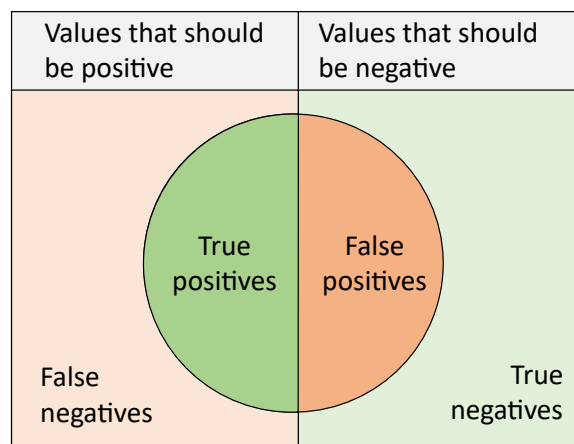 Values that should
be positive
Values that should
be negative
True
positives
False
positives
False
negatives
True
negatives